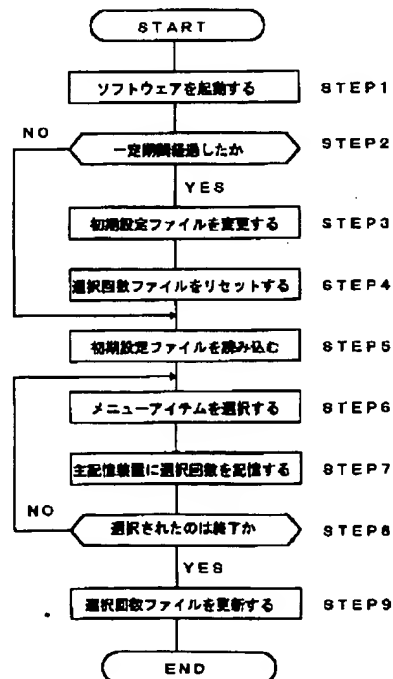 START
ソフトウェアを起動する STEP1
NO
一定期間経過したか STEP2
YES
初期設定ファイルを変更する STEP3
選択回数ファイルをリセットする STEP4
初期設定ファイルを読み込む STEP5
メニューアイテムを選択する STEP6
主記憶装置に選択回数を記憶する STEP7
NO
選択されたのは終了か STEP8
YES
選択回数ファイルを更新する STEP9
END